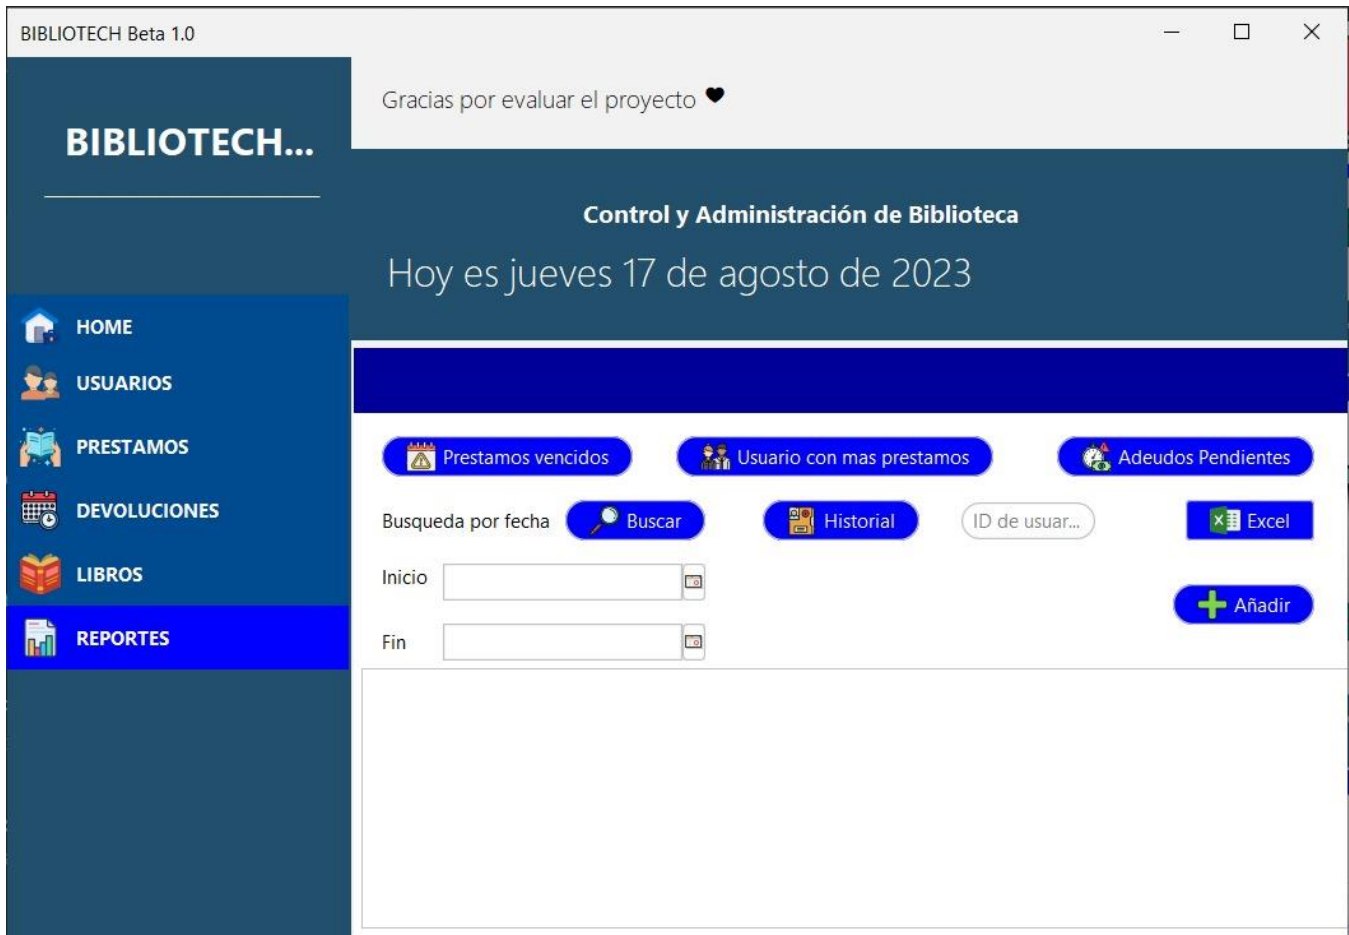 BIBLIOTECH Beta 1.0
BIBLIOTECH...
HOME
USUARIOS
PRESTAMOS
DEVOLUCIONES
LIBROS
REPORTES
Gracias por evaluar el proyecto ♥
Control y Administración de Biblioteca
Hoy es jueves 17 de agosto de 2023
Prestamos vencidos Usuario con mas prestamos Adeudos Pendientes
Busqueda por fecha Buscar Historial ID de usuar... Excel
Inicio
Añadir
Fin